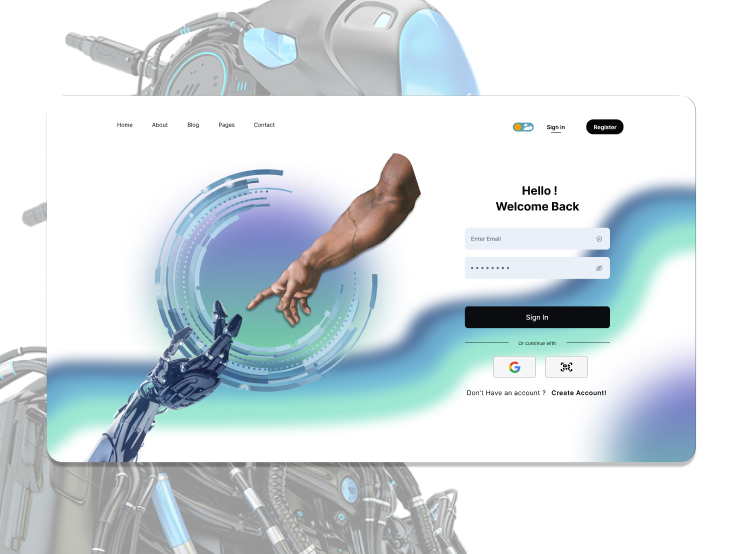 Home About Blog Pages Contact
Sign in Register
Hello !
Welcome Back
Enter Email
Sign In
Or continue with
Don't Have an account ? Create Account!